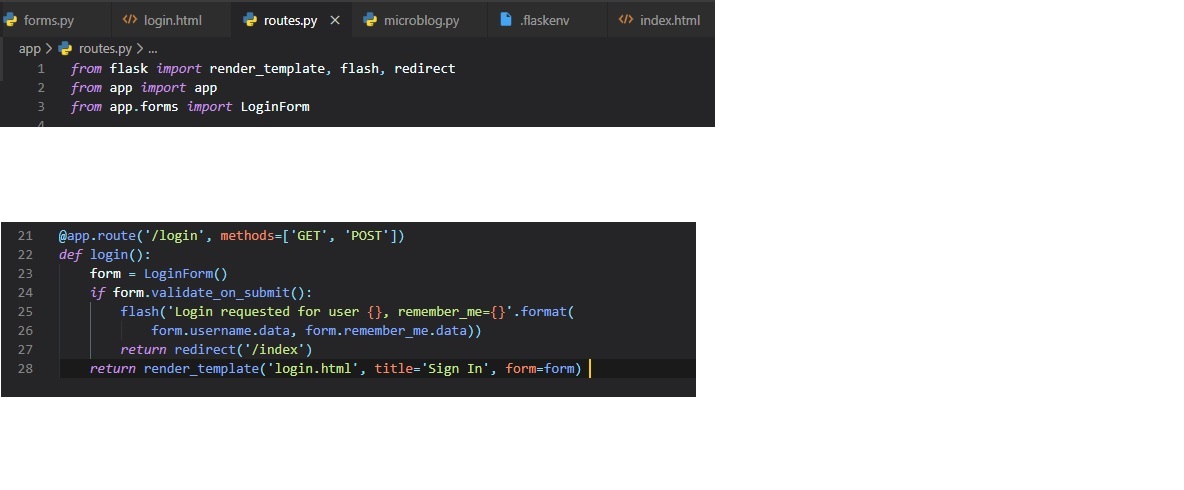 forms.py login.html routes.py microblog.py .flaskenv index.html
app > routes.py > ...
1 from flask import render_template, flash, redirect
2 from app import app
3 from app.forms import LoginForm
4
21 @app.route('/login', methods=['GET', 'POST'])
22 def login():
23     form = LoginForm()
24     if form.validate_on_submit():
25         flash('Login requested for user {}, remember_me={}'.format(
26             form.username.data, form.remember_me.data))
27         return redirect('/index')
28     return render_template('login.html', title='Sign In', form=form)